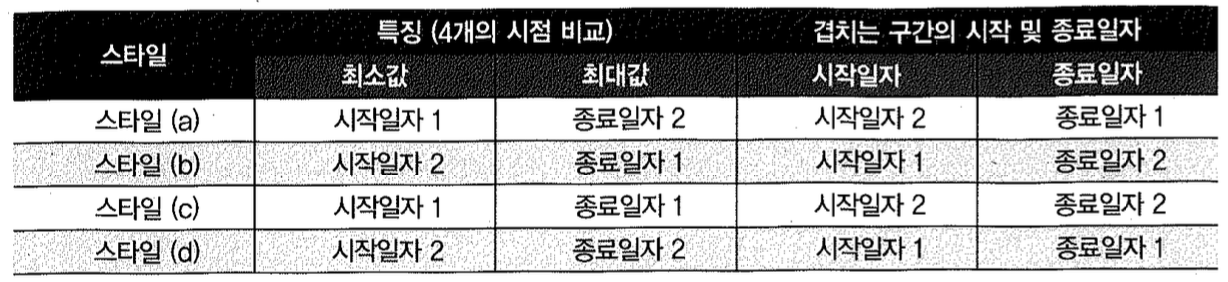 스타일 특징 (4개의 시점 비교) 겹치는 구간의 시작 및 종료일자
최소값 최대값 시작일자 종료일자
스타일 (a) 시작일자 1 종료일자 2 시작일자 2 종료일자 1
스타일 (b) 시작일자 2 종료일자 1 시작일자 1 종료일자 2
스타일 (c) 시작일자 1 종료일자 1 시작일자 2 종료일자 2
스타일 (d) 시작일자 2 종료일자 2 시작일자 1 종료일자 1